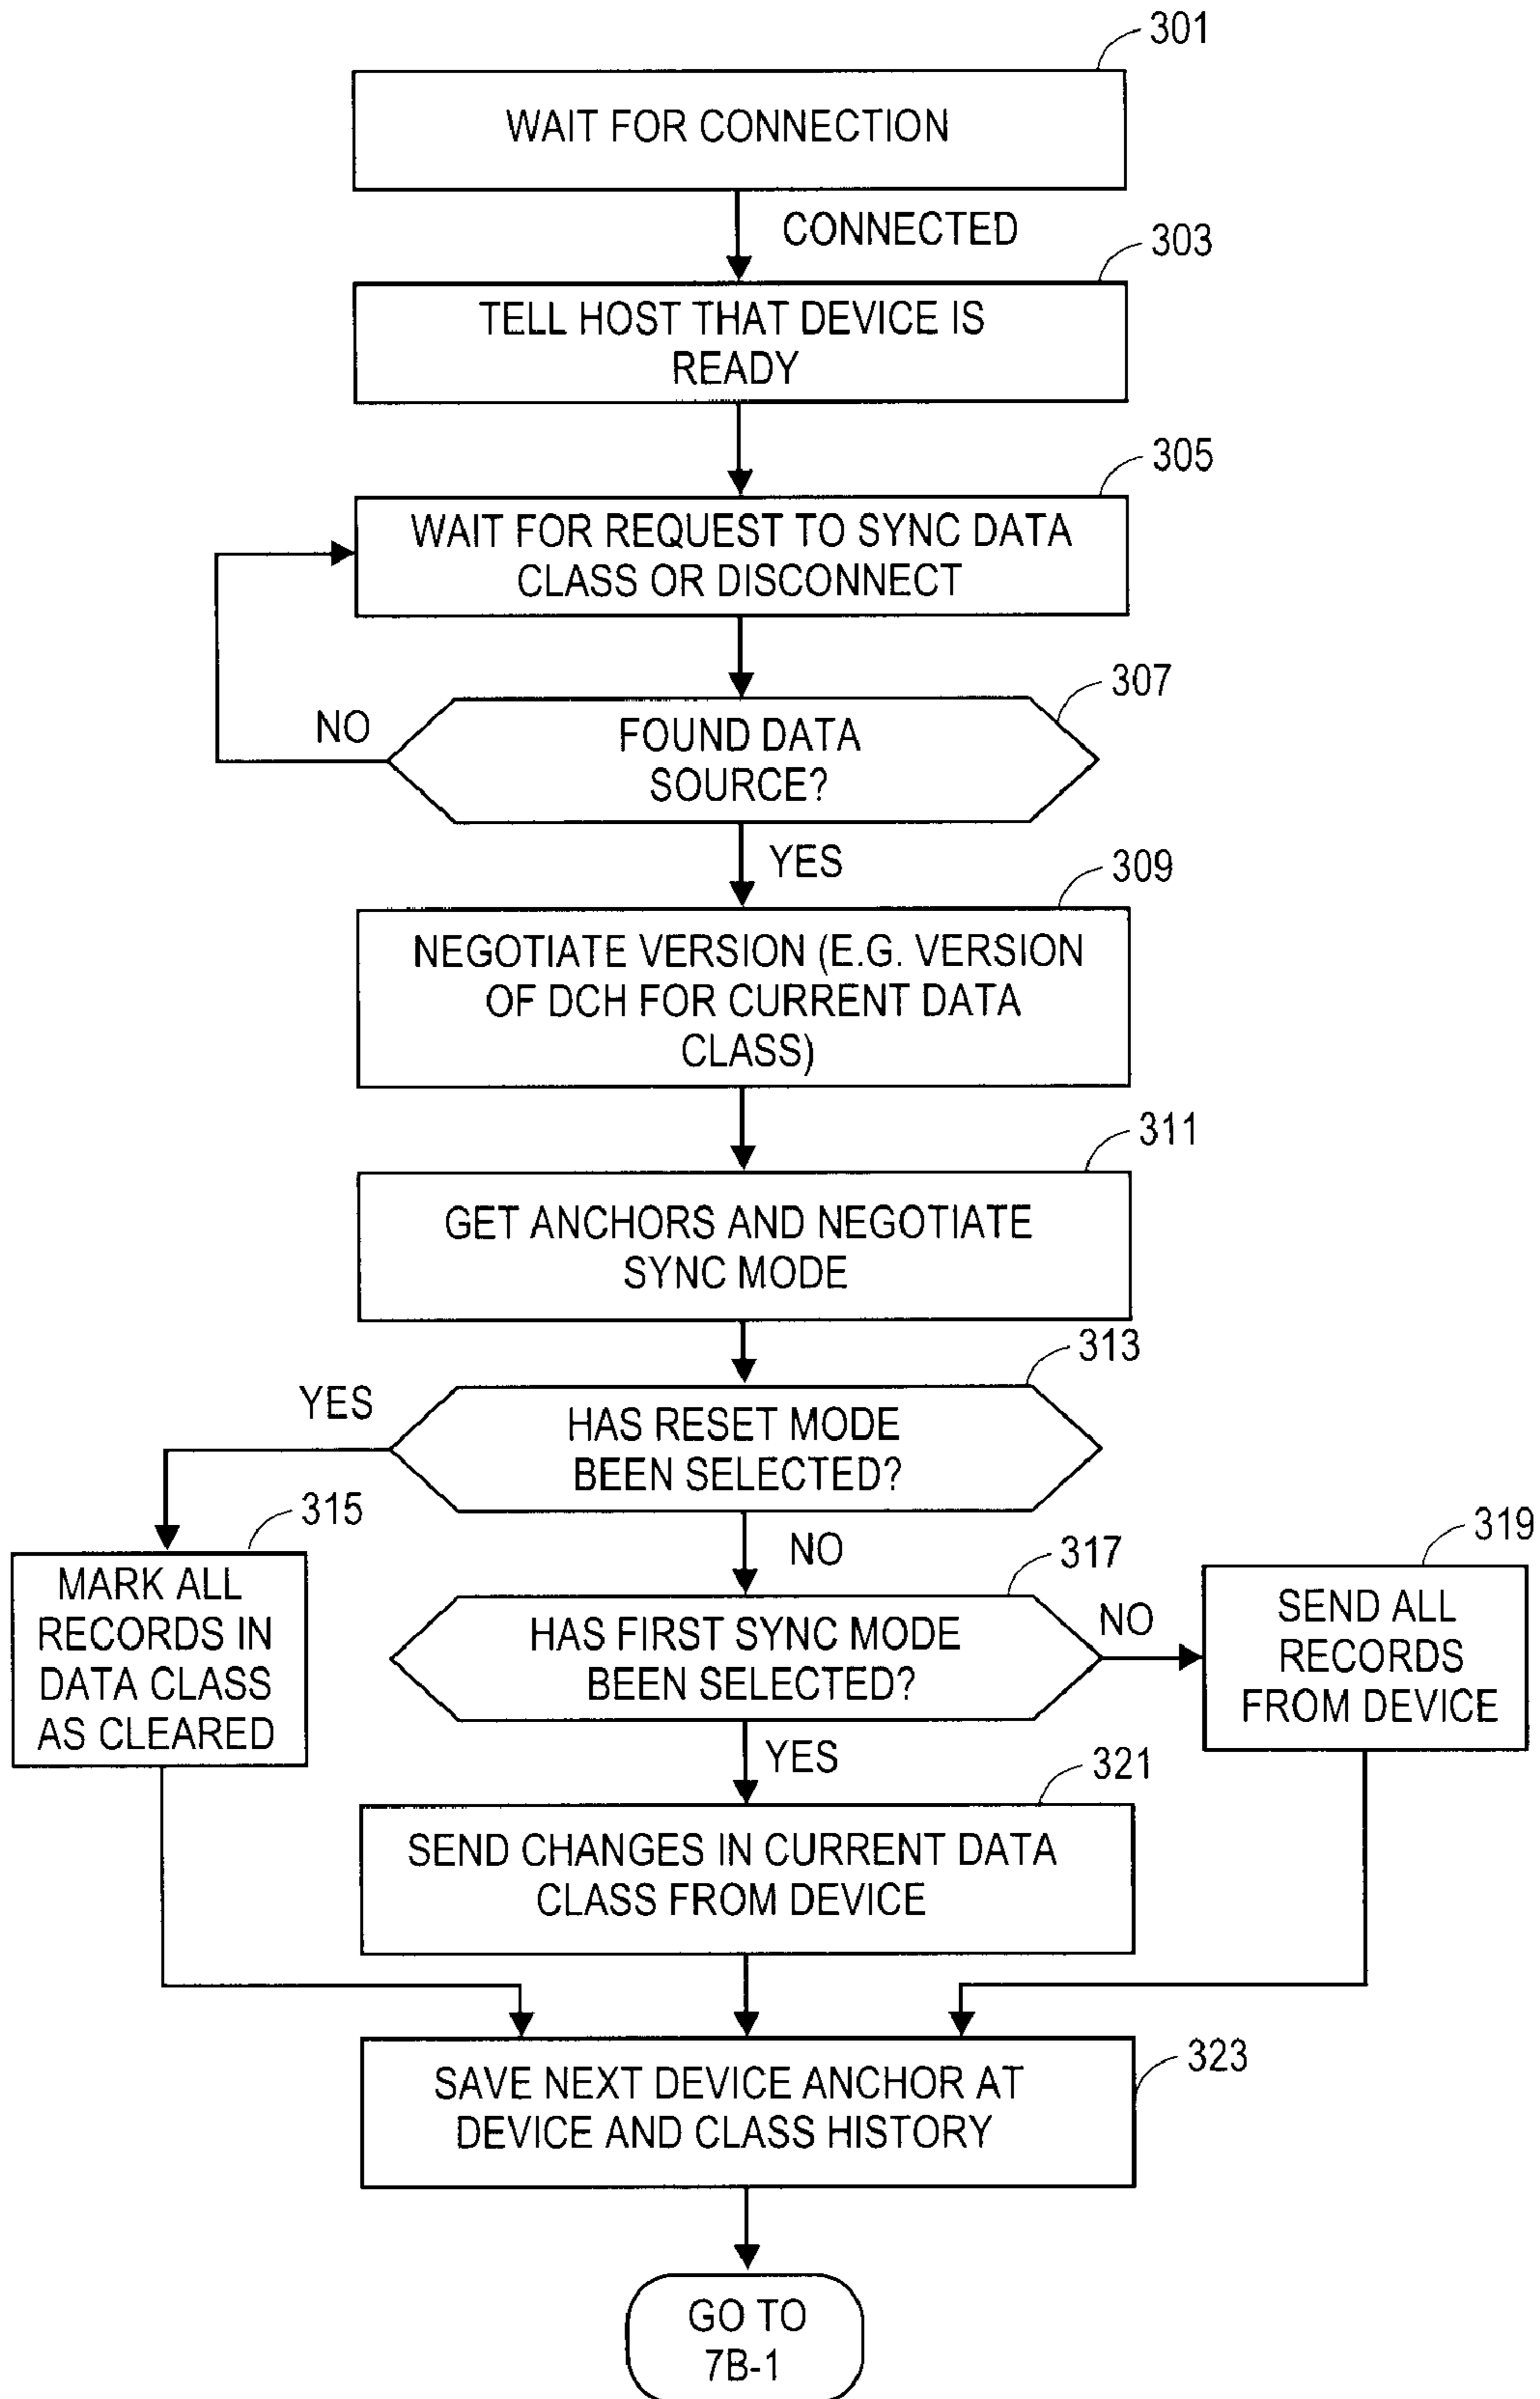 301
WAIT FOR CONNECTION
CONNECTED
303
TELL HOST THAT DEVICE IS
READY
305
WAIT FOR REQUEST TO SYNC DATA
CLASS OR DISCONNECT
307
NO
FOUND DATA
SOURCE?
YES
309
NEGOTIATE VERSION (E.G. VERSION
OF DCH FOR CURRENT DATA
CLASS)
311
GET ANCHORS AND NEGOTIATE
SYNC MODE
313
YES
HAS RESET MODE
BEEN SELECTED?
315
MARK ALL
RECORDS IN
DATA CLASS
AS CLEARED
NO
317
HAS FIRST SYNC MODE
BEEN SELECTED?
NO
319
SEND ALL
RECORDS
FROM DEVICE
YES
321
SEND CHANGES IN CURRENT DATA
CLASS FROM DEVICE
323
SAVE NEXT DEVICE ANCHOR AT
DEVICE AND CLASS HISTORY
GO TO
7B-1